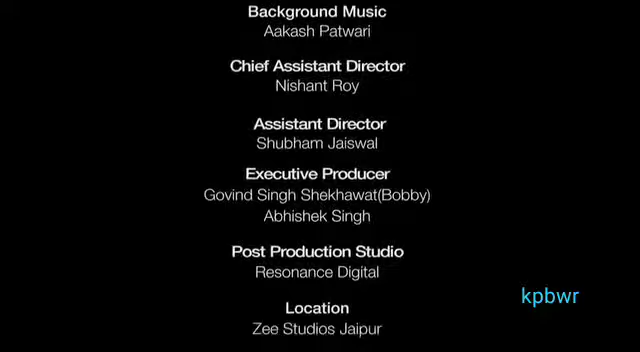 Background Music
Aakash Patwari
Chief Assistant Director
Nishant Roy
Assistant Director
Shubham Jaiswal
Executive Producer
Govind Singh Shekhawat(Bobby)
Abhishek Singh
Post Production Studio
Resonance Digital
kpbwr
Location
Zee Studios Jaipur